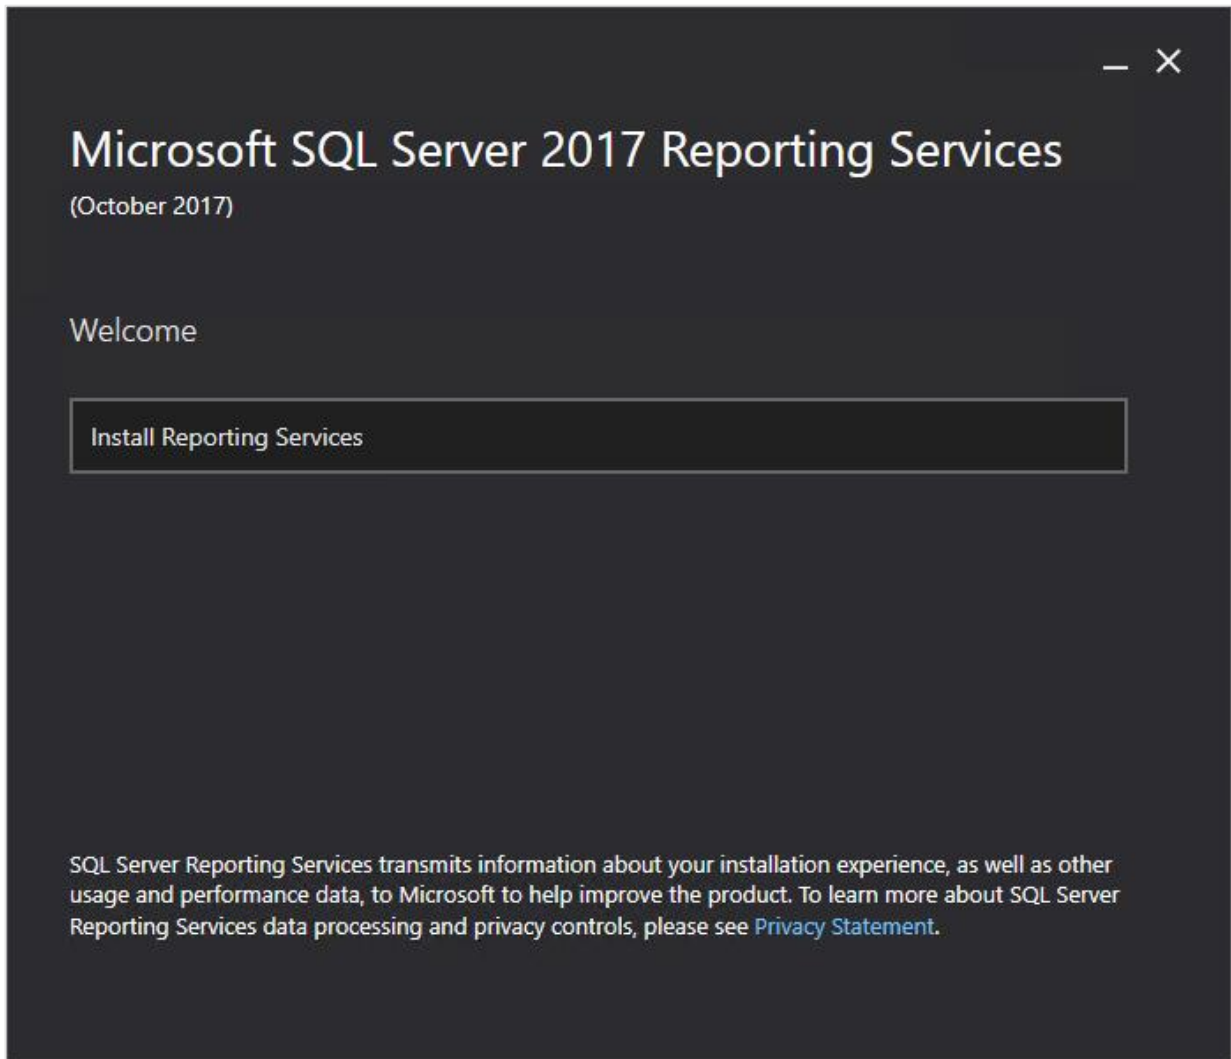 Microsoft SQL Server 2017 Reporting Services
(October 2017)
Welcome
Install Reporting Services
SQL Server Reporting Services transmits information about your installation experience, as well as other
usage and performance data, to Microsoft to help improve the product. To learn more about SQL Server
Reporting Services data processing and privacy controls, please see Privacy Statement.